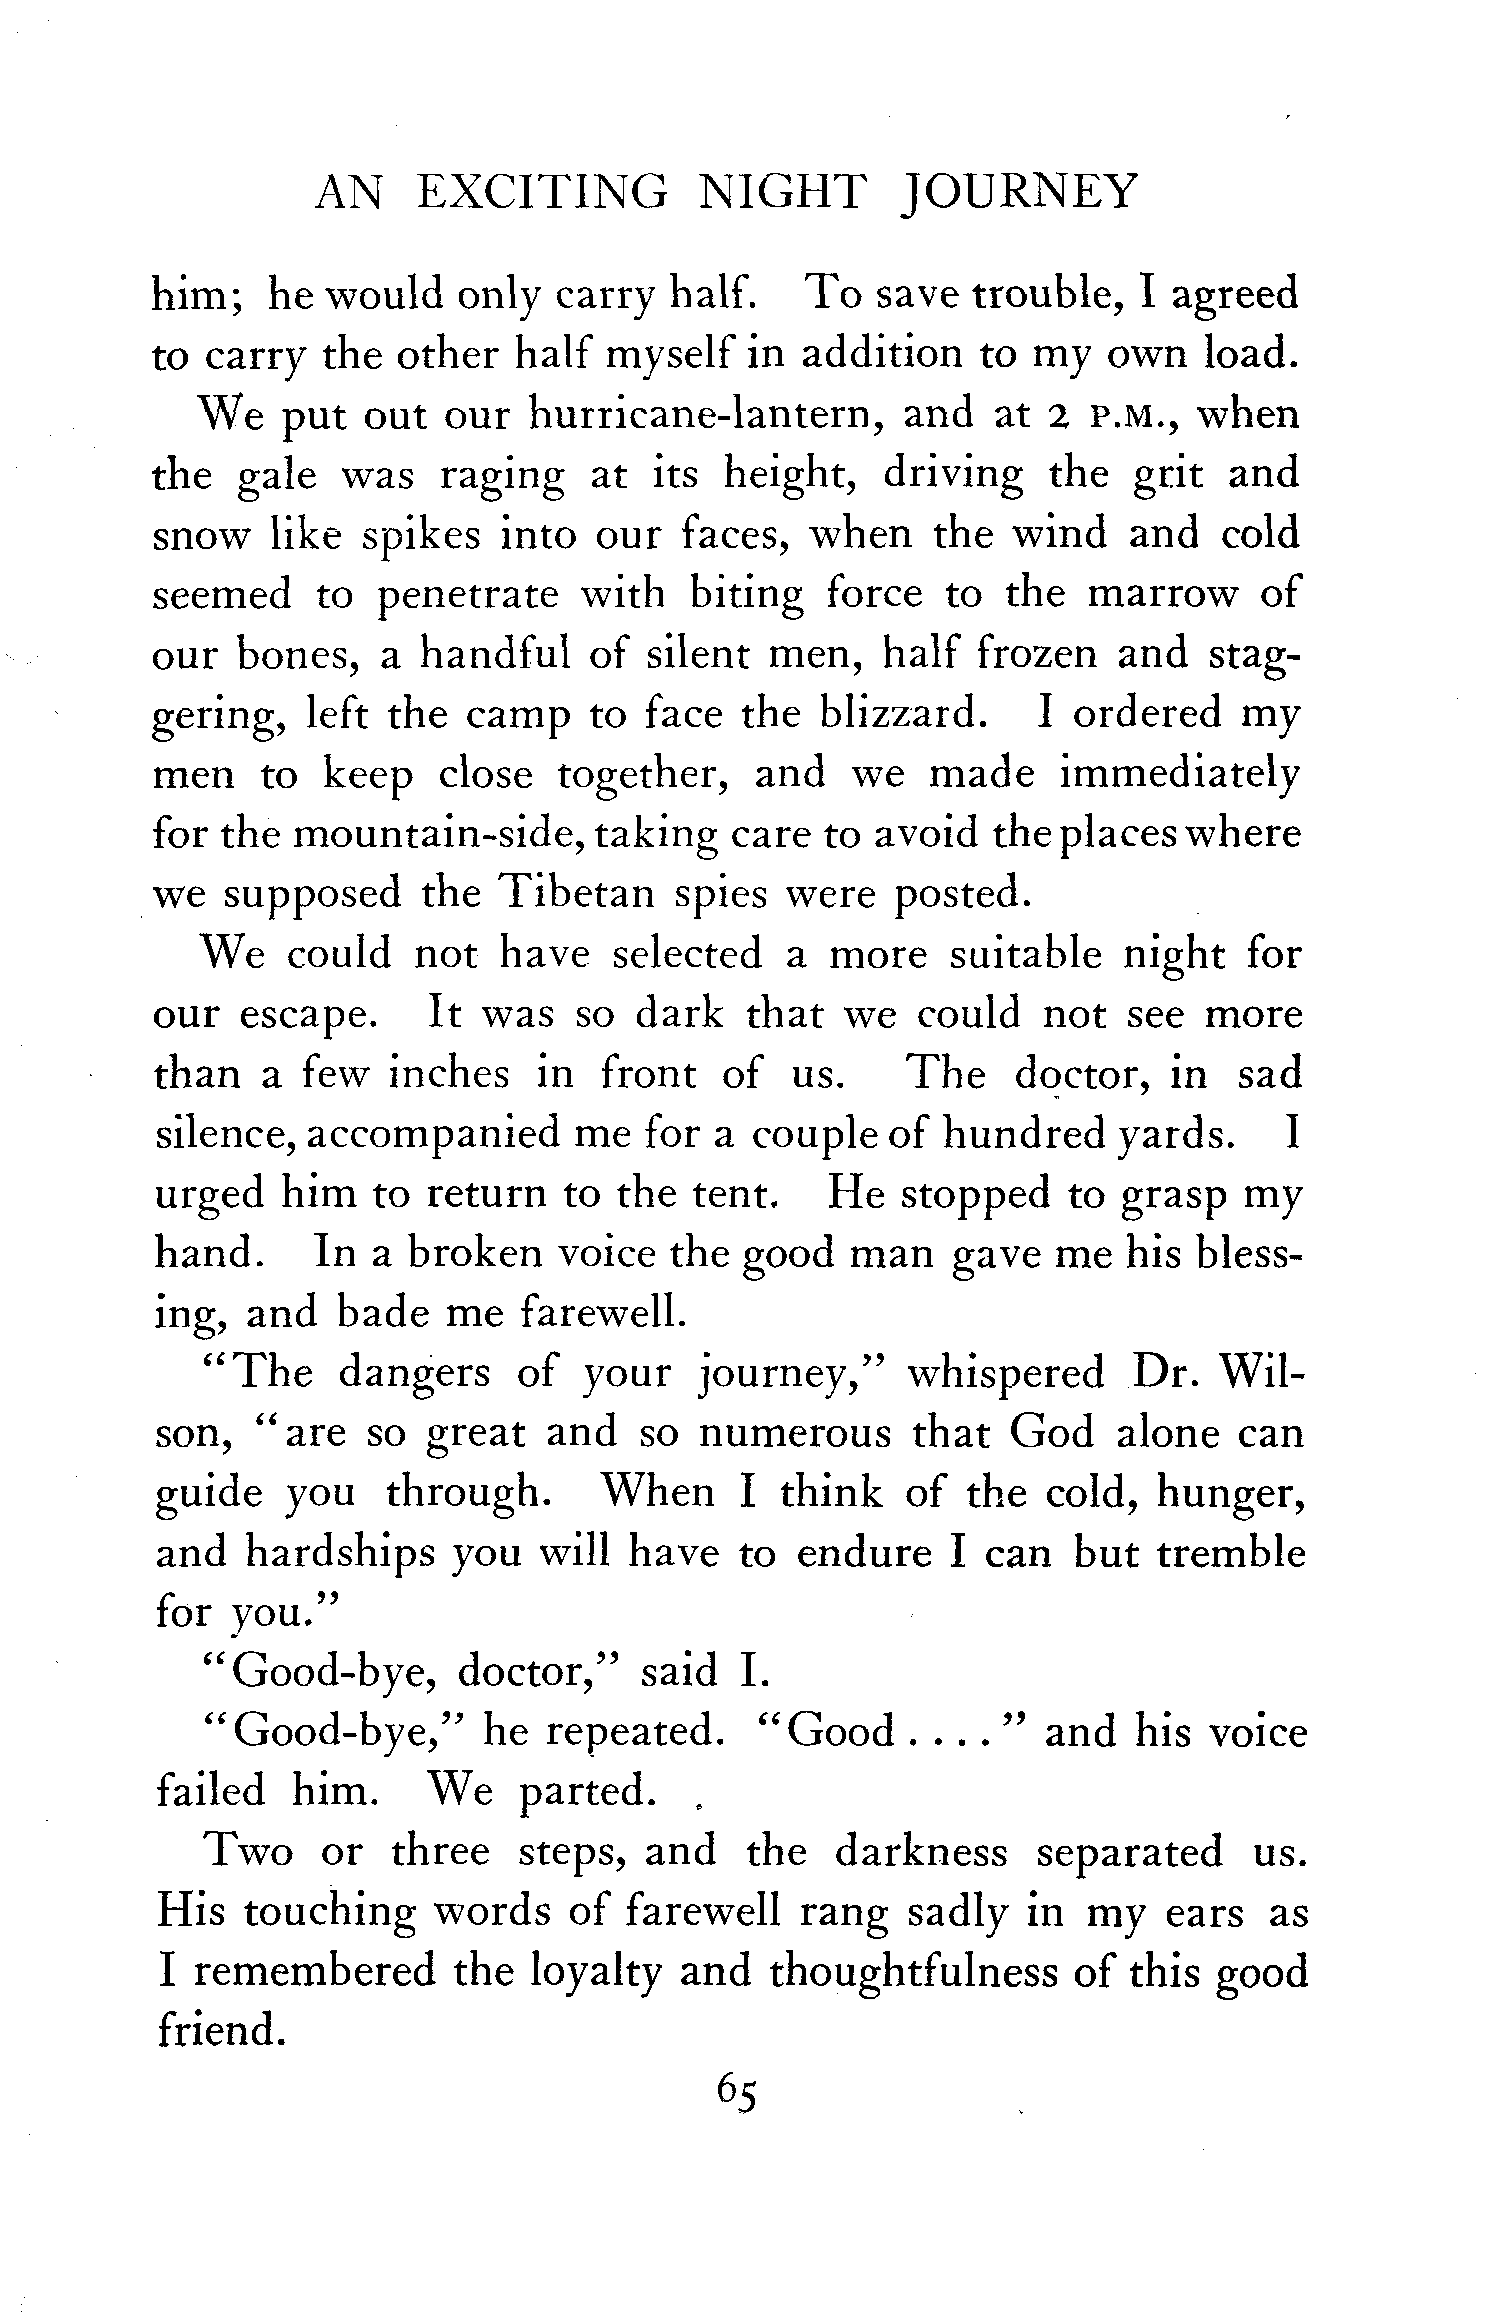 AN EXCITING NIGHT JOURNEY
him; he would only carry half. To save trouble, I agreed
to carry the other half myself in addition to my own load.
We put out our hurricane-lantern, and at 2 P.M., when
the gale was raging at its height, driving the grit and
snow like spikes into our faces, when the wind and cold
seemed to penetrate with biting force to the marrow of
our bones, a handful of silent men, half frozen and stag-
gering, left the camp to face the blizzard. I ordered my
men to keep close together, and we made immediately
for the mountain-side, taking care to avoid the places where
we supposed the Tibetan spies were posted.
We could not have selected a more suitable night for
our escape. It was so dark that we could not see more
than a few inches in front of us. The doctor, in sad
silence, accompanied me for a couple of hundred yards. I
urged him to return to the tent. He stopped to grasp my
hand. In a broken voice the good man gave me his bless-
ing, and bade me farewell.
"The dangers of your journey," whispered Dr. Wil-
son, "are so great and so numerous that God alone can
guide you through. When I think of the cold, hunger,
and hardships you will have to endure I can but tremble
for you."
"Good-bye, doctor," said I.
"Good-bye," he repeated. "Good . . . ." and his voice
failed him. We parted.
Two or three steps, and the darkness separated us.
His touching words of farewell rang sadly in my ears as
I remembered the loyalty and thoughtfulness of this good
friend.
65